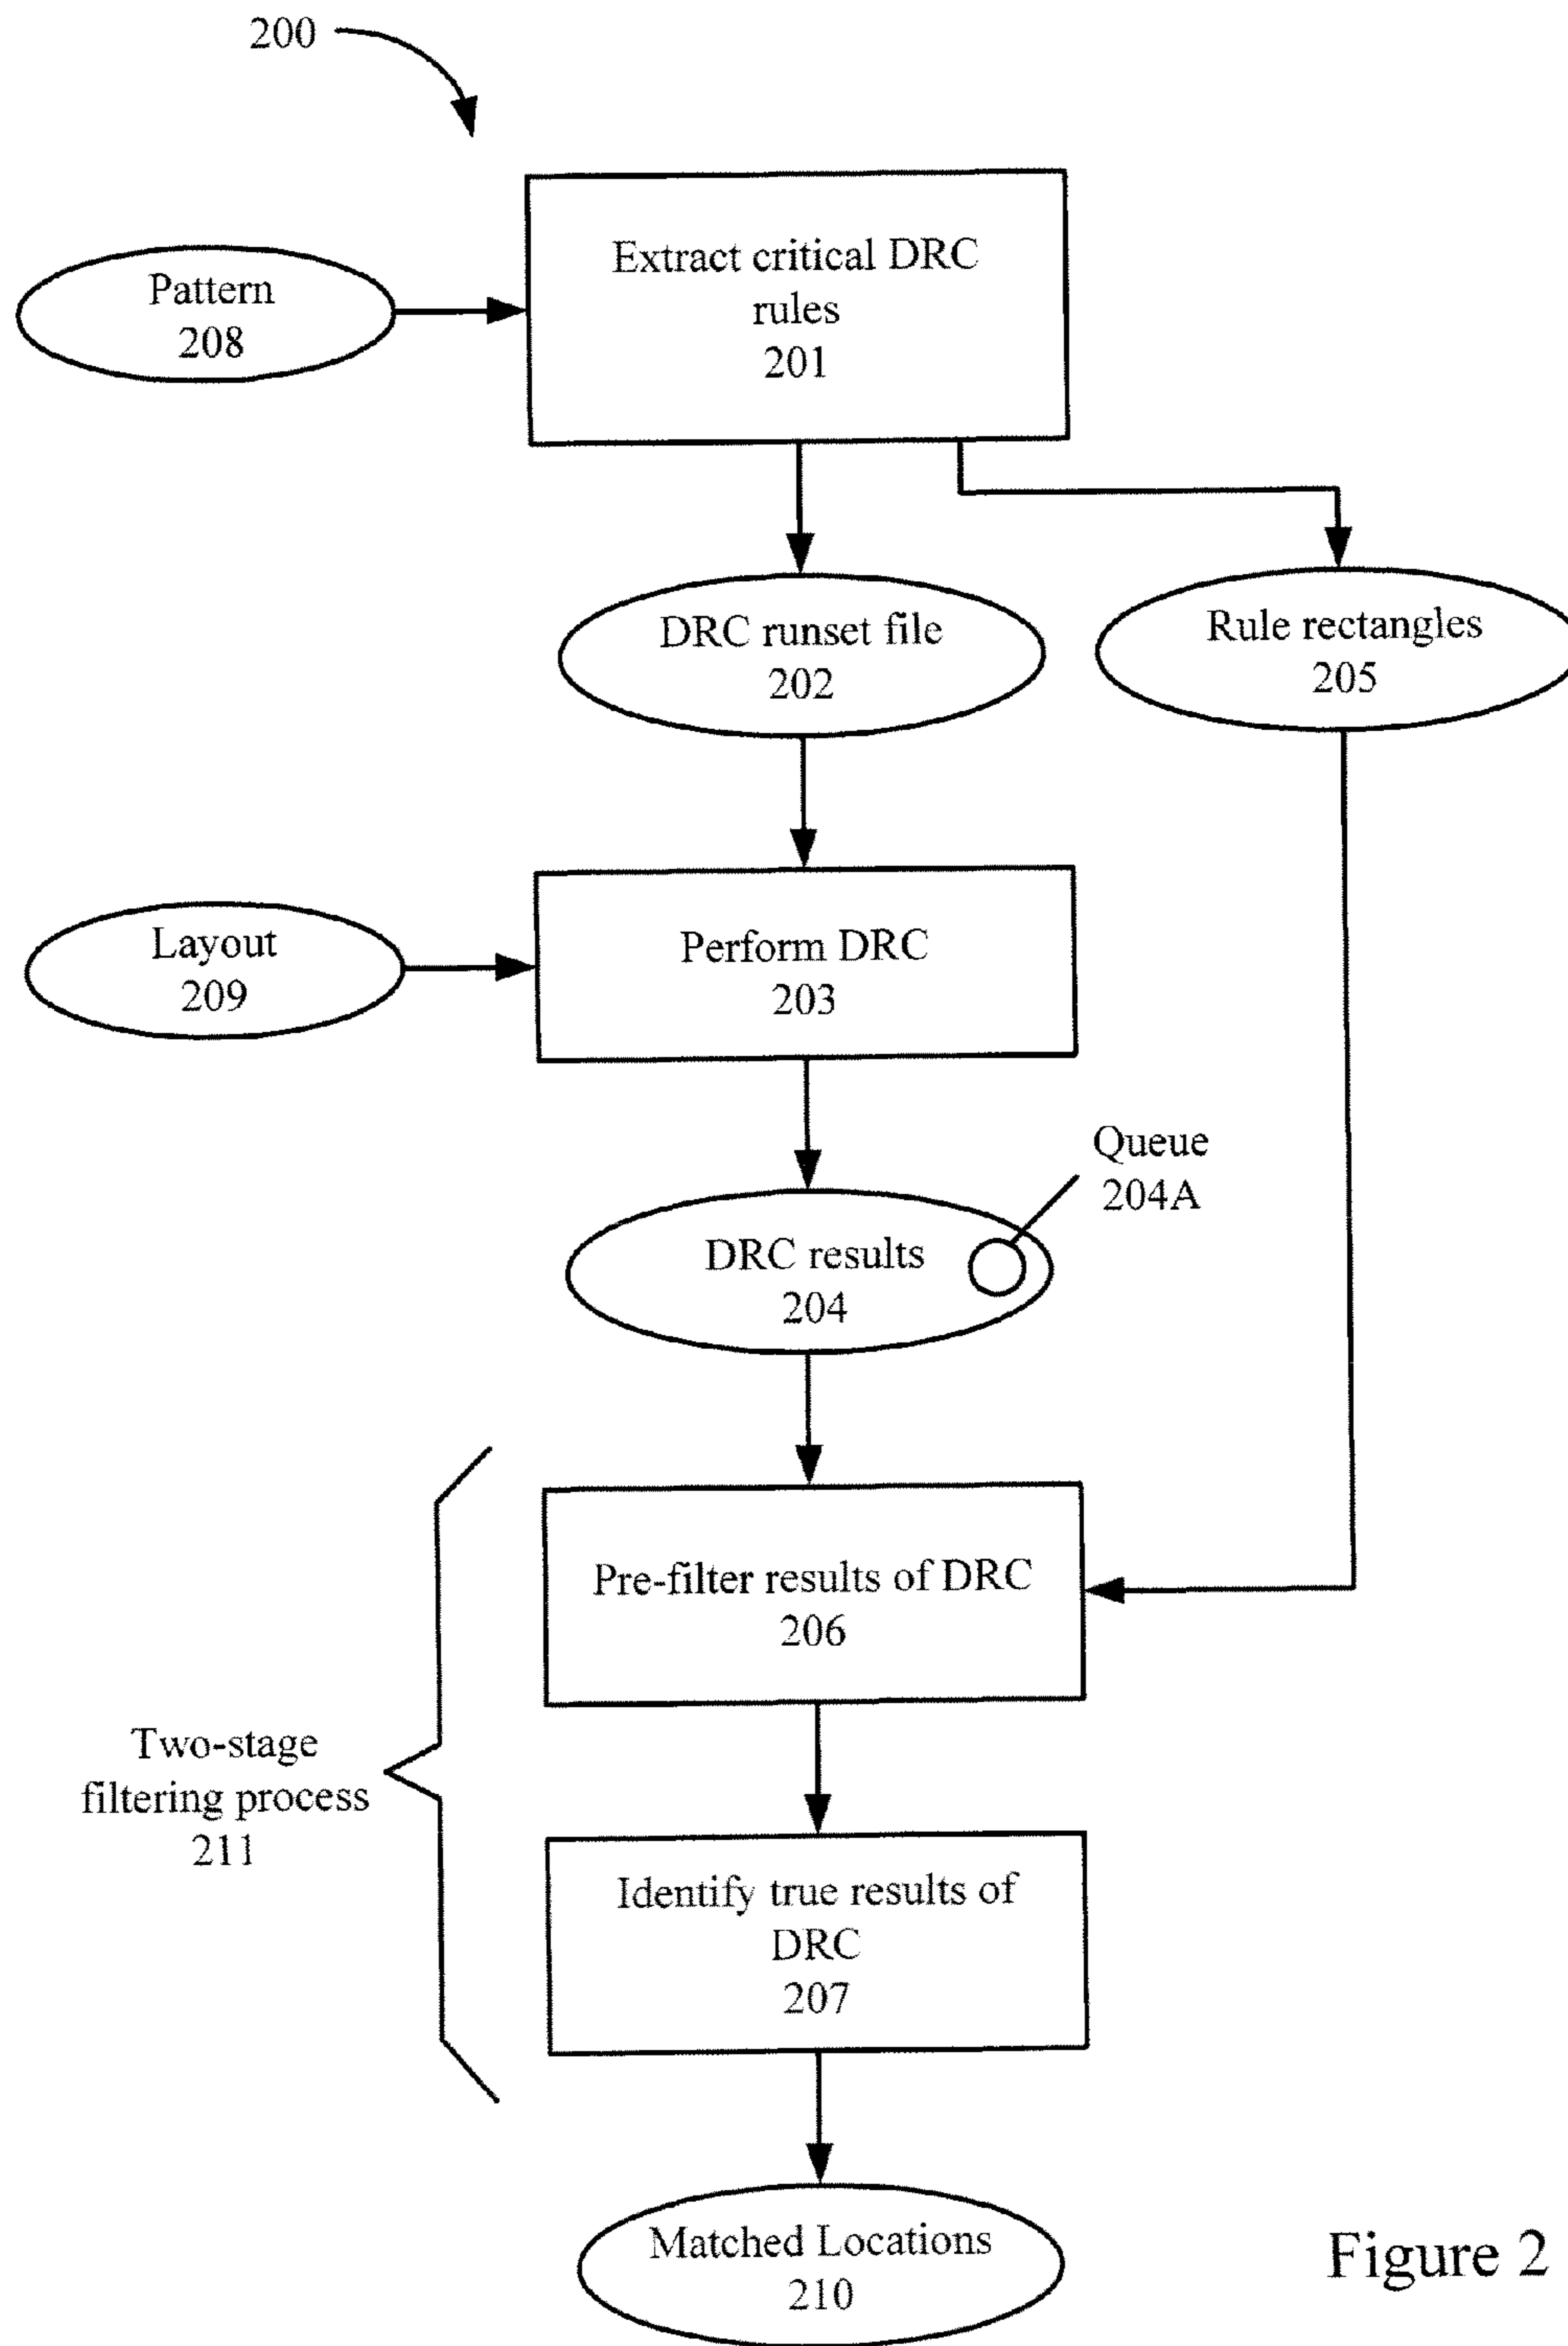 200
Extract critical DRC
rules
201
Pattern
208
DRC runset file
202
Rule rectangles
205
Layout
209
Perform DRC
203
Queue
204A
DRC results
204
Pre-filter results of DRC
206
Two-stage
filtering process
211
Identify true results of
DRC
207
Matched Locations
210
Figure 2